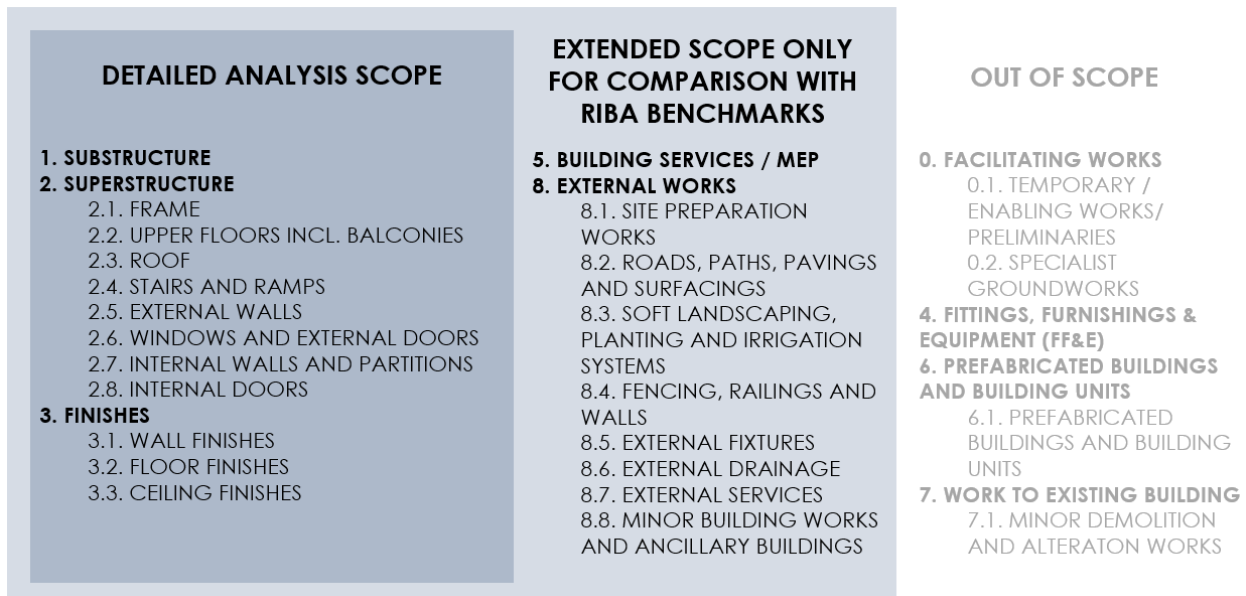 DETAILED ANALYSIS SCOPE
1. SUBSTRUCTURE
2. SUPERSTRUCTURE
2.1. FRAME
2.2. UPPER FLOORS INCL. BALCONIES
2.3. ROOF
2.4. STAIRS AND RAMPS
2.5. EXTERNAL WALLS
2.6. WINDOWS AND EXTERNAL DOORS
2.7. INTERNAL WALLS AND PARTITIONS
2.8. INTERNAL DOORS
3. FINISHES
3.1. WALL FINISHES
3.2. FLOOR FINISHES
3.3. CEILING FINISHES
EXTENDED SCOPE ONLY
FOR COMPARISON WITH
RIBA BENCHMARKS
5. BUILDING SERVICES / MEP
8. EXTERNAL WORKS
8.1. SITE PREPARATION
WORKS
8.2. ROADS, PATHS, PAVINGS
AND SURFACINGS
8.3. SOFT LANDSCAPING,
PLANTING AND IRRIGATION
SYSTEMS
8.4. FENCING, RAILINGS AND
WALLS
8.5. EXTERNAL FIXTURES
8.6. EXTERNAL DRAINAGE
8.7. EXTERNAL SERVICES
8.8. MINOR BUILDING WORKS
AND ANCILLARY BUILDINGS
OUT OF SCOPE
0. FACILITATING WORKS
0.1. TEMPORARY /
ENABLING WORKS/
PRELIMINARIES
0.2. SPECIALIST
GROUNDWORKS
4. FITTINGS, FURNISHINGS &
EQUIPMENT (FF&E)
6. PREFABRICATED BUILDINGS
AND BUILDING UNITS
6.1. PREFABRICATED
BUILDINGS AND BUILDING
UNITS
7. WORK TO EXISTING BUILDING
7.1. MINOR DEMOLITION
AND ALTERATON WORKS